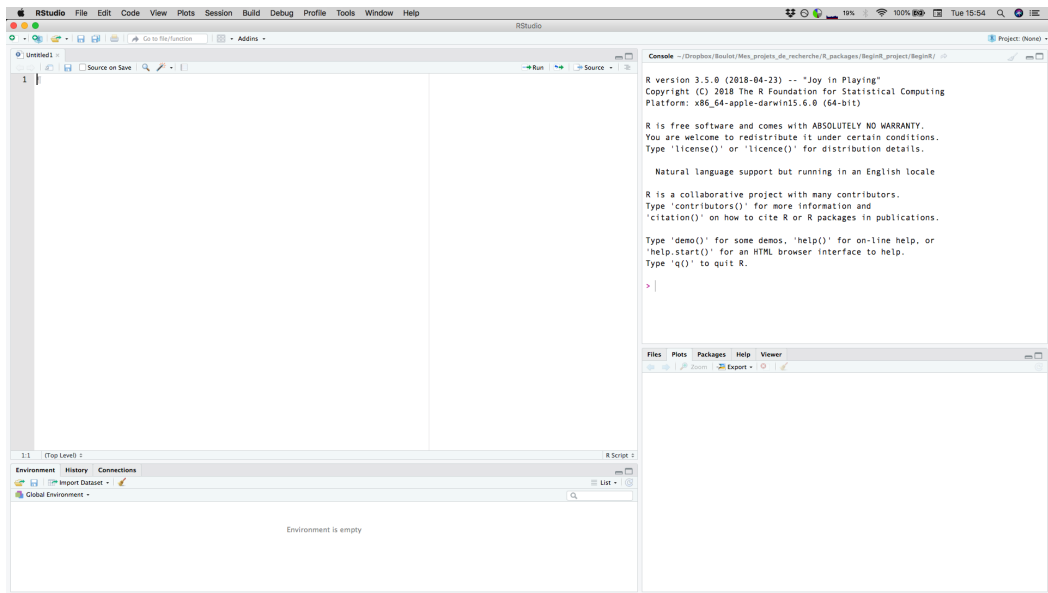 RStudio File Edit Code View Plots Session Build Debug Profile Tools Window Help 19% 100% Tue 15:54
RStudio
Go to file/function Addins Project: (None)
Untitled1
Source on Save Run Source
1
1:1 (Top Level) R Script
Environment History Connections
Import Dataset List
Global Environment
Environment is empty
Console ~/Dropbox/Boulot/Mes_projets_de_recherche/R_packages/BeginR_project/BeginR/
R version 3.5.0 (2018-04-23) -- "Joy in Playing"
Copyright (C) 2018 The R Foundation for Statistical Computing
Platform: x86_64-apple-darwin15.6.0 (64-bit)
R is free software and comes with ABSOLUTELY NO WARRANTY.
You are welcome to redistribute it under certain conditions.
Type 'license()' or 'licence()' for distribution details.
Natural language support but running in an English locale
R is a collaborative project with many contributors.
Type 'contributors()' for more information and
'citation()' on how to cite R or R packages in publications.
Type 'demo()' for some demos, 'help()' for on-line help, or
'help.start()' for an HTML browser interface to help.
Type 'q()' to quit R.
>
Files Plots Packages Help Viewer
Zoom Export